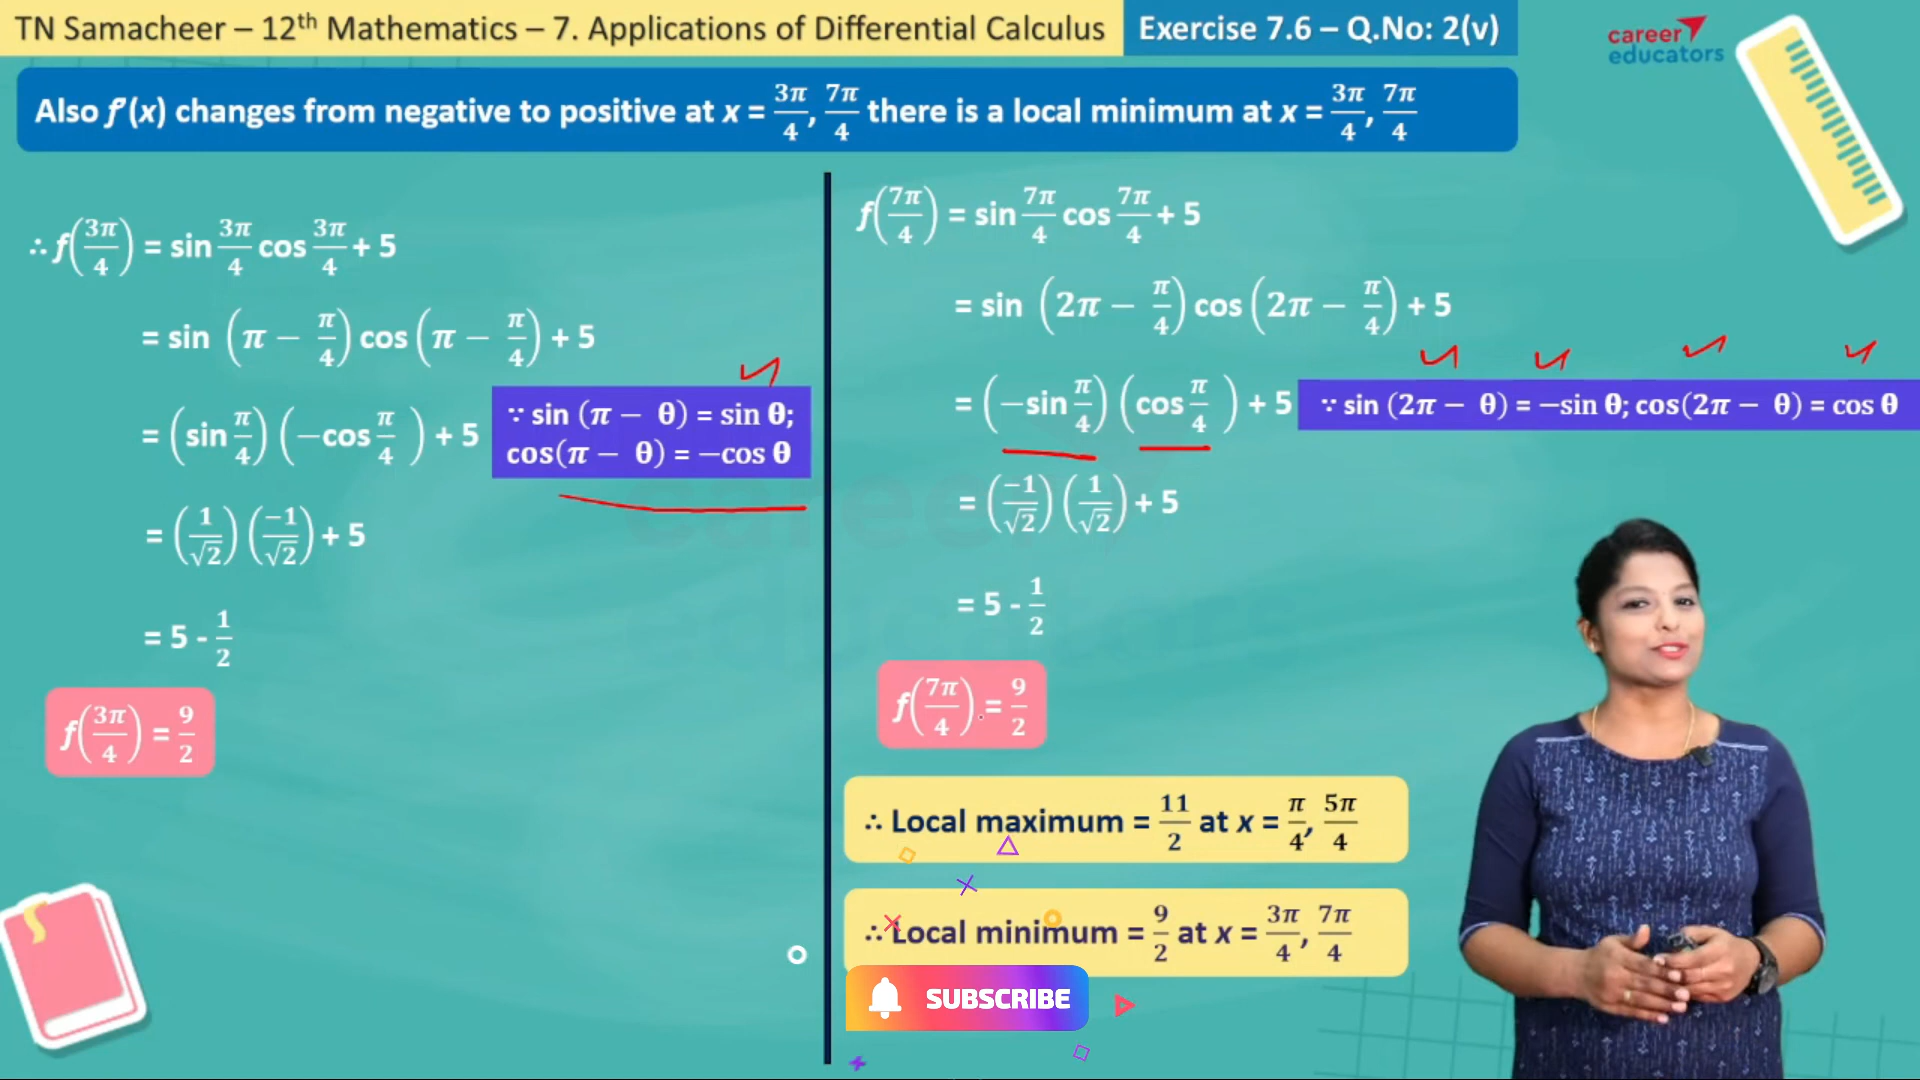 TN Samacheer – 12th Mathematics – 7. Applications of Differential Calculus
Exercise 7.6 – Q.No: 2(v)
career educators
Also f'(x) changes from negative to positive at x = 3π/4, 7π/4 there is a local minimum at x = 3π/4, 7π/4
∴ f(3π/4) = sin 3π/4 cos 3π/4 + 5
= sin (π − π/4) cos (π − π/4) + 5
= (sin π/4) (−cos π/4) + 5
∵ sin (π − θ) = sin θ;
cos(π − θ) = −cos θ
= (1/√2) (−1/√2) + 5
= 5 - 1/2
f(3π/4) = 9/2
f(7π/4) = sin 7π/4 cos 7π/4 + 5
= sin (2π − π/4) cos (2π − π/4) + 5
= (−sin π/4) (cos π/4) + 5
∵ sin (2π − θ) = −sin θ; cos(2π − θ) = cos θ
= (−1/√2) (1/√2) + 5
= 5 - 1/2
f(7π/4) = 9/2
∴ Local maximum = 11/2 at x = π/4, 5π/4
∴ Local minimum = 9/2 at x = 3π/4, 7π/4
SUBSCRIBE